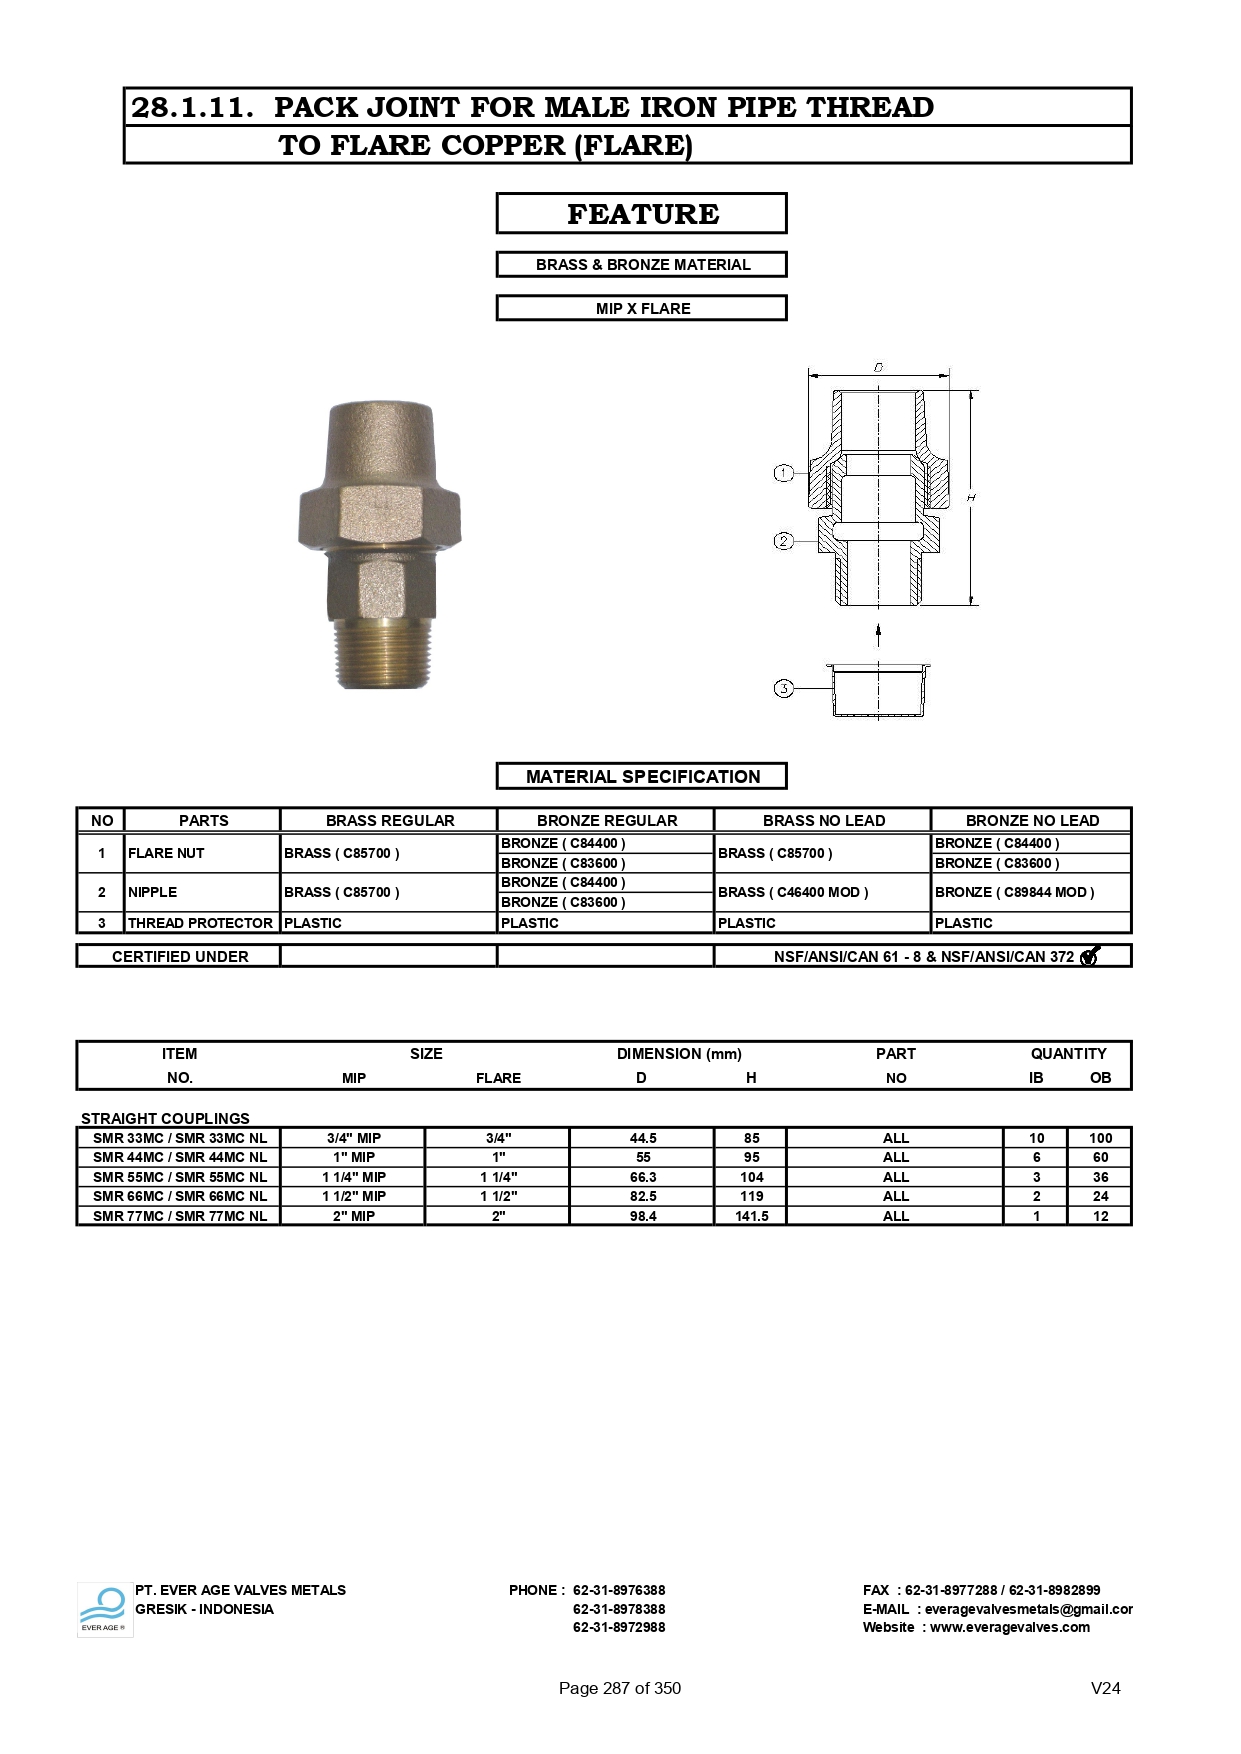 28.1.11. PACK JOINT FOR MALE IRON PIPE THREAD
TO FLARE COPPER (FLARE)
FEATURE
BRASS & BRONZE MATERIAL
MIP X FLARE
D
H
1
2
3
MATERIAL SPECIFICATION
NO PARTS BRASS REGULAR BRONZE REGULAR BRASS NO LEAD BRONZE NO LEAD
1 FLARE NUT BRASS ( C85700 ) BRONZE ( C84400 ) BRASS ( C85700 ) BRONZE ( C84400 )
BRONZE ( C83600 ) BRONZE ( C83600 )
2 NIPPLE BRASS ( C85700 ) BRONZE ( C84400 ) BRASS ( C46400 MOD ) BRONZE ( C89844 MOD )
BRONZE ( C83600 )
3 THREAD PROTECTOR PLASTIC PLASTIC PLASTIC PLASTIC
CERTIFIED UNDER NSF/ANSI/CAN 61 - 8 & NSF/ANSI/CAN 372
ITEM SIZE DIMENSION (mm) PART QUANTITY
NO. MIP FLARE D H NO IB OB
STRAIGHT COUPLINGS
SMR 33MC / SMR 33MC NL 3/4" MIP 3/4" 44.5 85 ALL 10 100
SMR 44MC / SMR 44MC NL 1" MIP 1" 55 95 ALL 6 60
SMR 55MC / SMR 55MC NL 1 1/4" MIP 1 1/4" 66.3 104 ALL 3 36
SMR 66MC / SMR 66MC NL 1 1/2" MIP 1 1/2" 82.5 119 ALL 2 24
SMR 77MC / SMR 77MC NL 2" MIP 2" 98.4 141.5 ALL 1 12
EVER AGE ®
PT. EVER AGE VALVES METALS PHONE : 62-31-8976388 FAX : 62-31-8977288 / 62-31-8982899
GRESIK - INDONESIA 62-31-8978388 E-MAIL : everagevalvesmetals@gmail.cor
62-31-8972988 Website : www.everagevalves.com
Page 287 of 350 V24